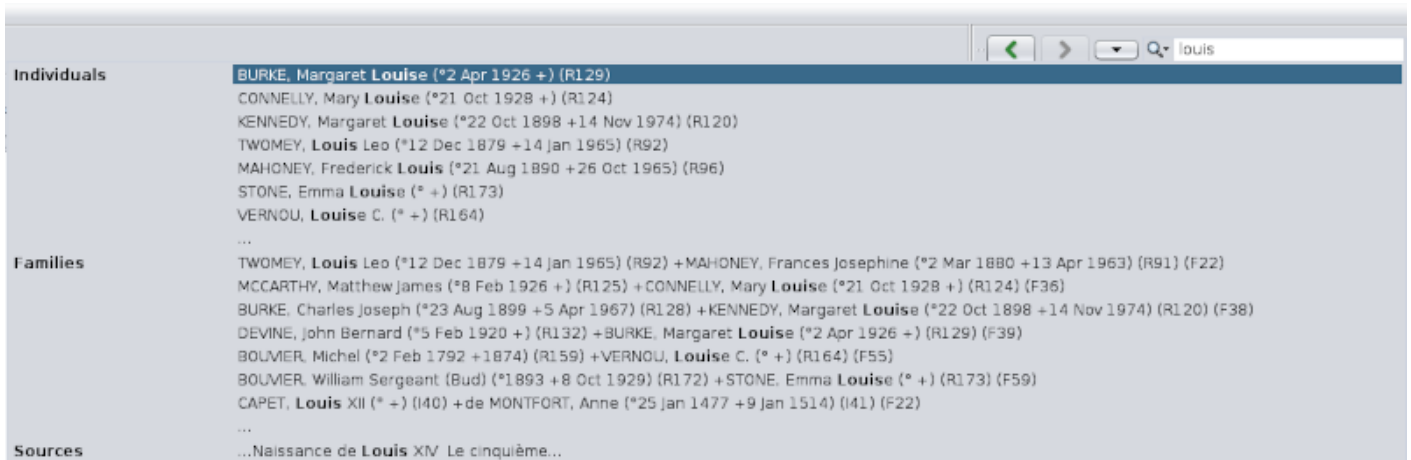 louis
Individuals BURKE, Margaret Louise (°2 Apr 1926 +) (R129)
CONNELLY, Mary Louise (°21 Oct 1928 +) (R124)
KENNEDY, Margaret Louise (°22 Oct 1898 +14 Nov 1974) (R120)
TWOMEY, Louis Leo (°12 Dec 1879 +14 Jan 1965) (R92)
MAHONEY, Frederick Louis (°21 Aug 1890 +26 Oct 1965) (R96)
STONE, Emma Louise (° +) (R173)
VERNOU, Louise C. (° +) (R164)
...
Families TWOMEY, Louis Leo (°12 Dec 1879 +14 Jan 1965) (R92) +MAHONEY, Frances Josephine (°2 Mar 1880 +13 Apr 1963) (R91) (F22)
MCCARTHY, Matthew James (°8 Feb 1926 +) (R125) +CONNELLY, Mary Louise (°21 Oct 1928 +) (R124) (F36)
BURKE, Charles Joseph (°23 Aug 1899 +5 Apr 1967) (R128) +KENNEDY, Margaret Louise (°22 Oct 1898 +14 Nov 1974) (R120) (F38)
DEVINE, John Bernard (°5 Feb 1920 +) (R132) +BURKE, Margaret Louise (°2 Apr 1926 +) (R129) (F39)
BOUVIER, Michel (°2 Feb 1792 +1874) (R159) +VERNOU, Louise C. (° +) (R164) (F55)
BOUVIER, William Sergeant (Bud) (°1893 +8 Oct 1929) (R172) +STONE, Emma Louise (° +) (R173) (F59)
CAPET, Louis XII (° +) (I40) +de MONTFORT, Anne (°25 Jan 1477 +9 Jan 1514) (I41) (F22)
...
Sources ...Naissance de Louis XIV Le cinquième...